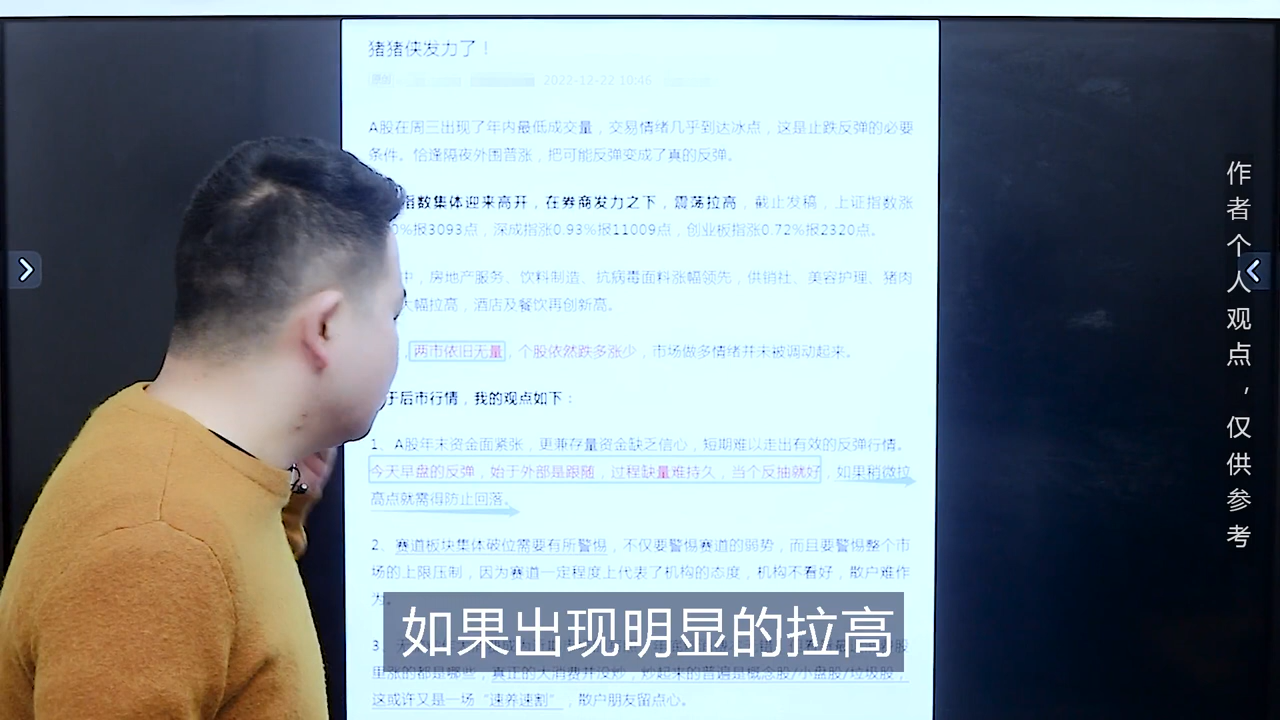 猪猪侠发力了！
原创
2022-12-22 10:46
A股在周三出现了年内最低成交量，交易情绪几乎到达冰点，这是止跌反弹的必要
条件。恰逢隔夜外围普涨，把可能反弹变成了真的反弹。
指数集体迎来高开，在券商发力之下，震荡拉高，截止发稿，上证指数涨
0%报3093点，深成指涨0.93%报11009点，创业板指涨0.72%报2320点。
中，房地产服务、饮料制造、抗病毒面料涨幅领先，供销社、美容护理、猪肉
大幅拉高，酒店及餐饮再创新高。
，两市依旧无量，个股依然跌多涨少，市场做多情绪并未被调动起来。
于后市行情，我的观点如下：
1、A股年末资金面紧张，更兼存量资金缺乏信心，短期难以走出有效的反弹行情。
今天早盘的反弹，始于外部是跟随，过程缺量难持久，当个反抽就好，如果稍微拉
高点就需得防止回落。
2、赛道板块集体破位需要有所警惕，不仅要警惕赛道的弱势，而且要警惕整个市
场的上限压制，因为赛道一定程度上代表了机构的态度，机构不看好，散户难作
为。
3、
里涨的都是哪些，真正的大消费并没炒，炒起来的普遍是概念股/小盘股/垃圾股，
这或许又是一场“速养速割”，散户朋友留点心。
如果出现明显的拉高
作者个人观点，仅供参考